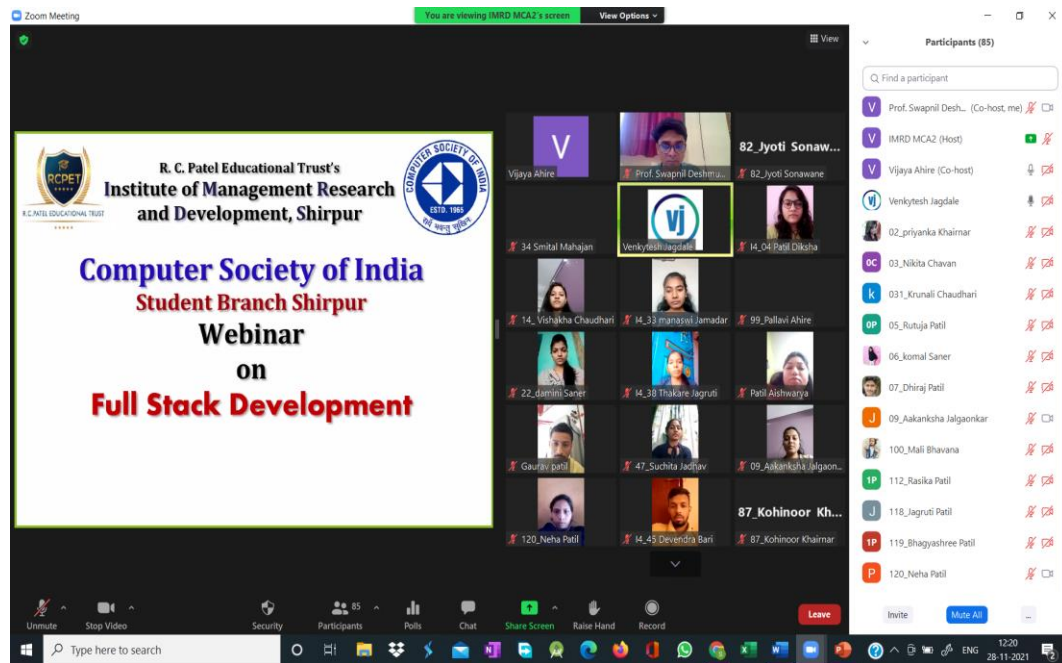 Zoom Meeting
You are viewing IMRD MCA2's screen
View Options
View
RCPET
R.C.PATEL EDUCATIONAL TRUST
R. C. Patel Educational Trust's
Institute of Management Research
and Development, Shirpur
COMPUTER SOCIETY OF INDIA
ESTD. 1965
Computer Society of India
Student Branch Shirpur
Webinar
on
Full Stack Development
V
Vijaya Ahire
Prof. Swapnil Deshmu...
82_Jyoti Sonaw...
82_Jyoti Sonawane
34 Smital Mahajan
vj
Venkytesh Jagdale
I4_04 Patil Diksha
14_ Vishakha Chaudhari
I4_33 manaswi Jamadar
99_Pallavi Ahire
22_damini Saner
I4_38 Thakare Jagruti
Patil Aishwarya
Gaurav patil
47_Suchita Jadhav
09_Aakanksha Jalgaon...
120_Neha Patil
I4_45 Devendra Bari
87_Kohinoor Kh...
87_Kohinoor Khairnar
Participants (85)
Find a participant
V Prof. Swapnil Desh... (Co-host, me)
V IMRD MCA2 (Host)
V Vijaya Ahire (Co-host)
vj Venkytesh Jagdale
02_priyanka Khairnar
0C 03_Nikita Chavan
k 031_Krunali Chaudhari
0P 05_Rutuja Patil
06_komal Saner
07_Dhiraj Patil
J 09_Aakanksha Jalgaonkar
100_Mali Bhavana
1P 112_Rasika Patil
J 118_Jagruti Patil
1P 119_Bhagyashree Patil
P 120_Neha Patil
Invite
Mute All
...
Unmute
Stop Video
Security
85
Participants
Polls
Chat
Share Screen
Raise Hand
Record
Leave
Type here to search
ENG
12:20
28-11-2021